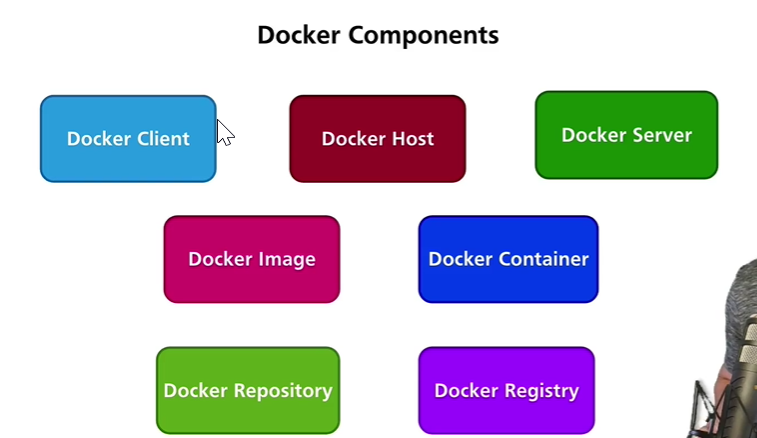 Docker Components
Docker Client
Docker Host
Docker Server
Docker Image
Docker Container
Docker Repository
Docker Registry